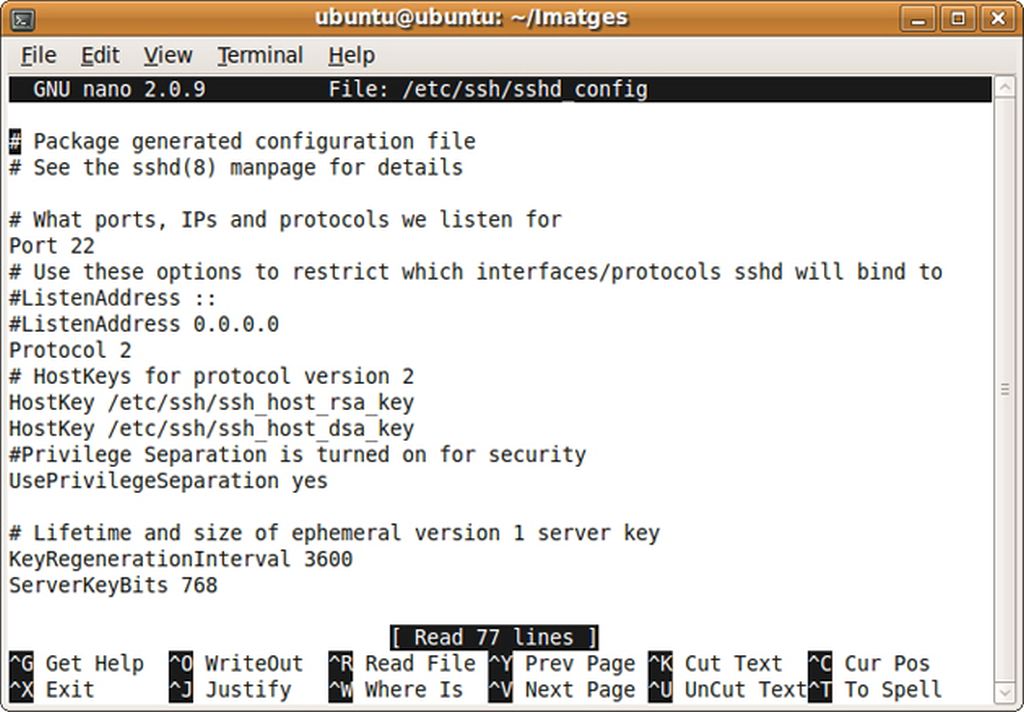 ubuntu@ubuntu: ~/Imatges
File Edit View Terminal Help
GNU nano 2.0.9 File: /etc/ssh/sshd_config
# Package generated configuration file
# See the sshd(8) manpage for details
# What ports, IPs and protocols we listen for
Port 22
# Use these options to restrict which interfaces/protocols sshd will bind to
#ListenAddress ::
#ListenAddress 0.0.0.0
Protocol 2
# HostKeys for protocol version 2
HostKey /etc/ssh/ssh_host_rsa_key
HostKey /etc/ssh/ssh_host_dsa_key
#Privilege Separation is turned on for security
UsePrivilegeSeparation yes
# Lifetime and size of ephemeral version 1 server key
KeyRegenerationInterval 3600
ServerKeyBits 768
[ Read 77 lines ]
^G Get Help ^O WriteOut ^R Read File ^Y Prev Page ^K Cut Text ^C Cur Pos
^X Exit ^J Justify ^W Where Is ^V Next Page ^U UnCut Text^T To Spell